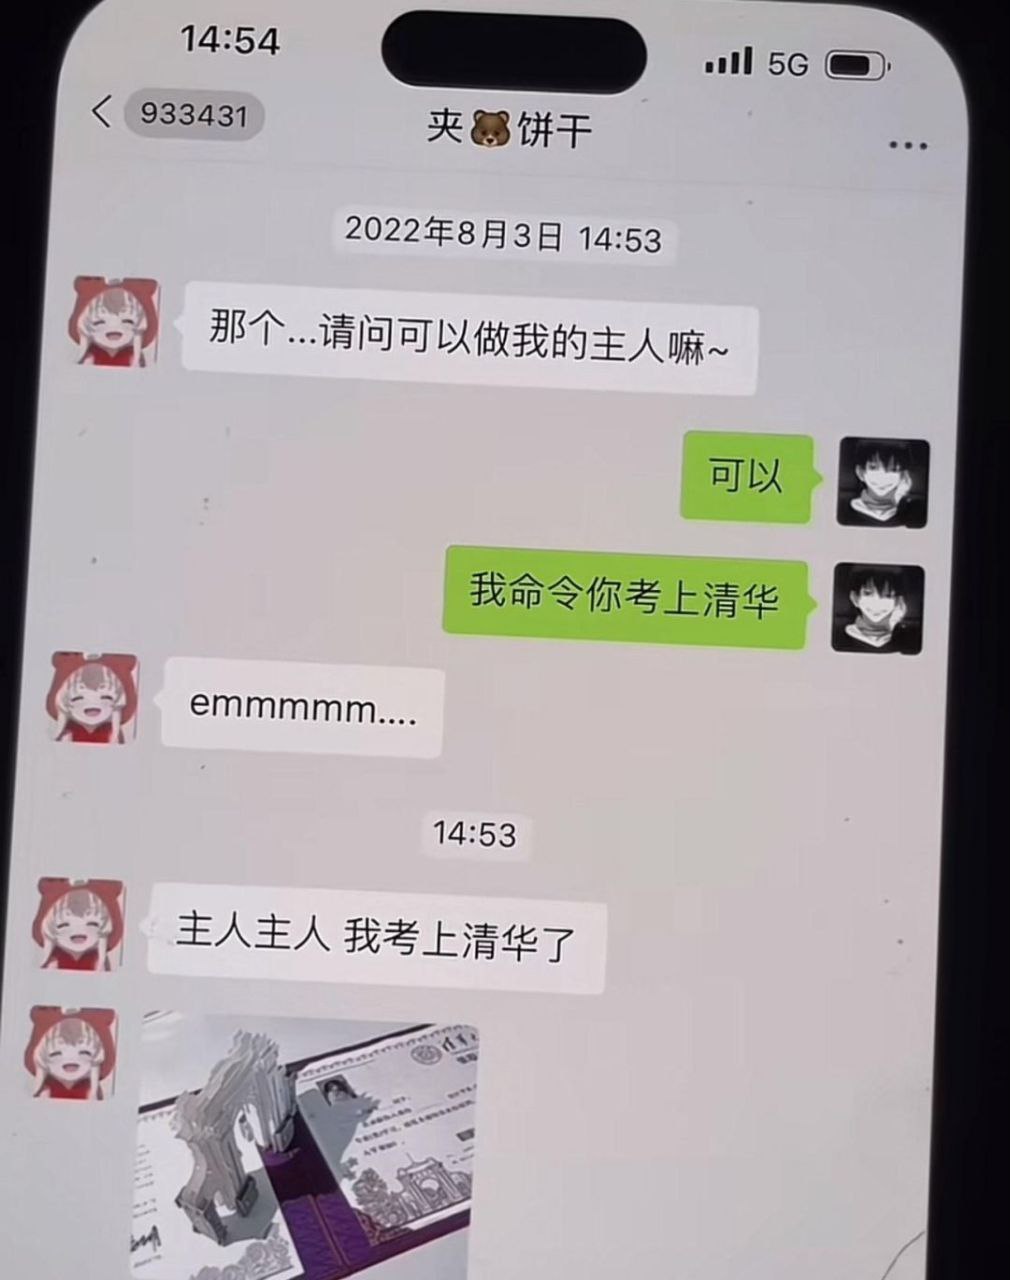 14:54
5G
933431
夹🐻饼干
2022年8月3日 14:53
那个...请问可以做我的主人嘛~
可以
我命令你考上清华
emmmmm....
14:53
主人主人 我考上清华了